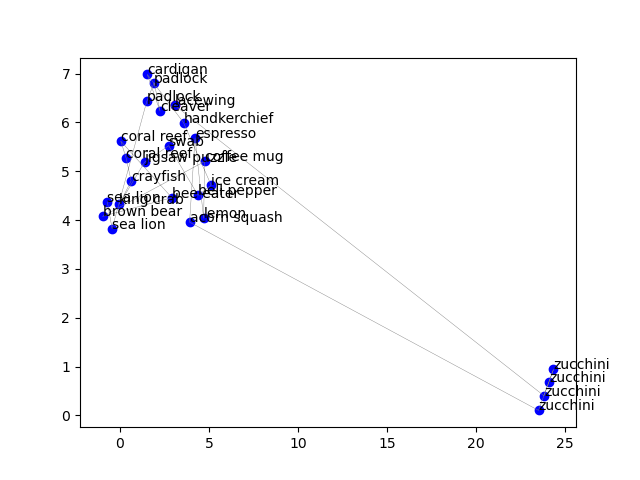 cardigan
padlock
padlock
lacewing
cleaver
handkerchief
espresso
coral reef
swab
coral reef
jigsaw puzzle
coffee mug
crayfish
ice cream
bee eater
bell pepper
sea lion
king crab
brown bear
lemon
acorn squash
sea lion
zucchini
zucchini
zucchini
zucchini
7
6
5
4
3
2
1
0
0 5 10 15 20 25